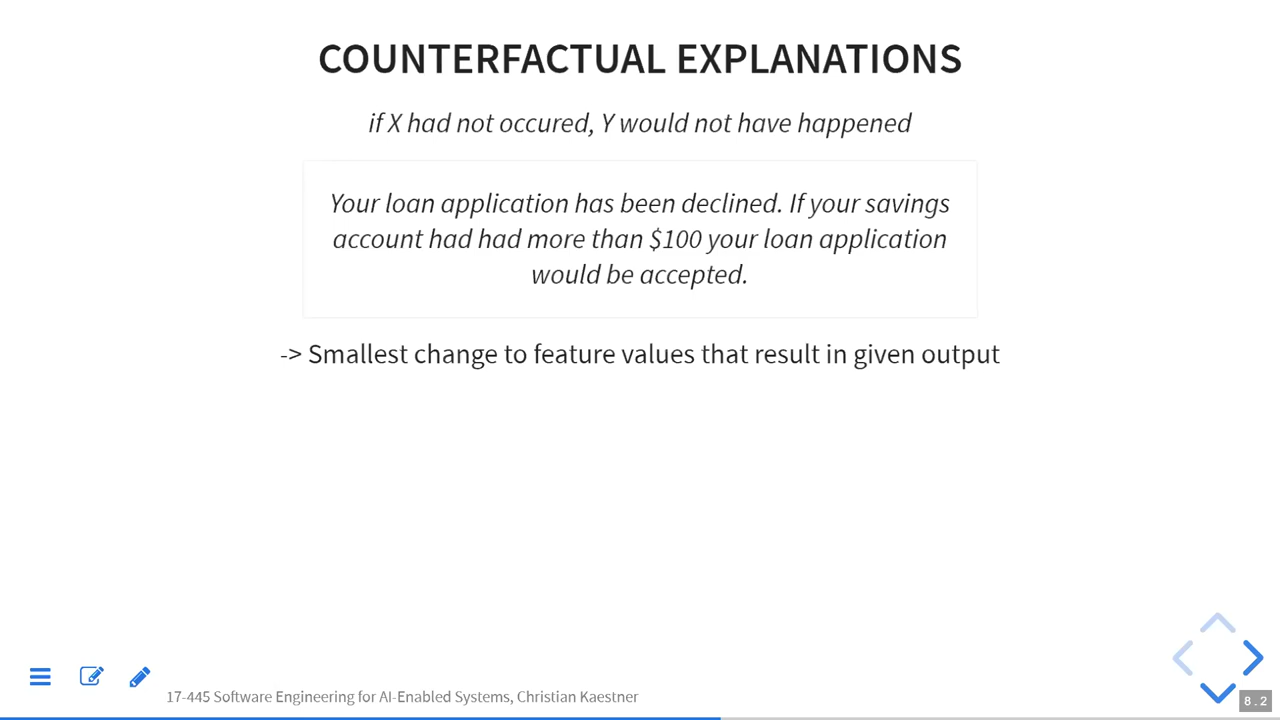 COUNTERFACTUAL EXPLANATIONS
if X had not occured, Y would not have happened
Your loan application has been declined. If your savings
account had had more than $100 your loan application
would be accepted.
-> Smallest change to feature values that result in given output
17-445 Software Engineering for AI-Enabled Systems, Christian Kaestner
8.2